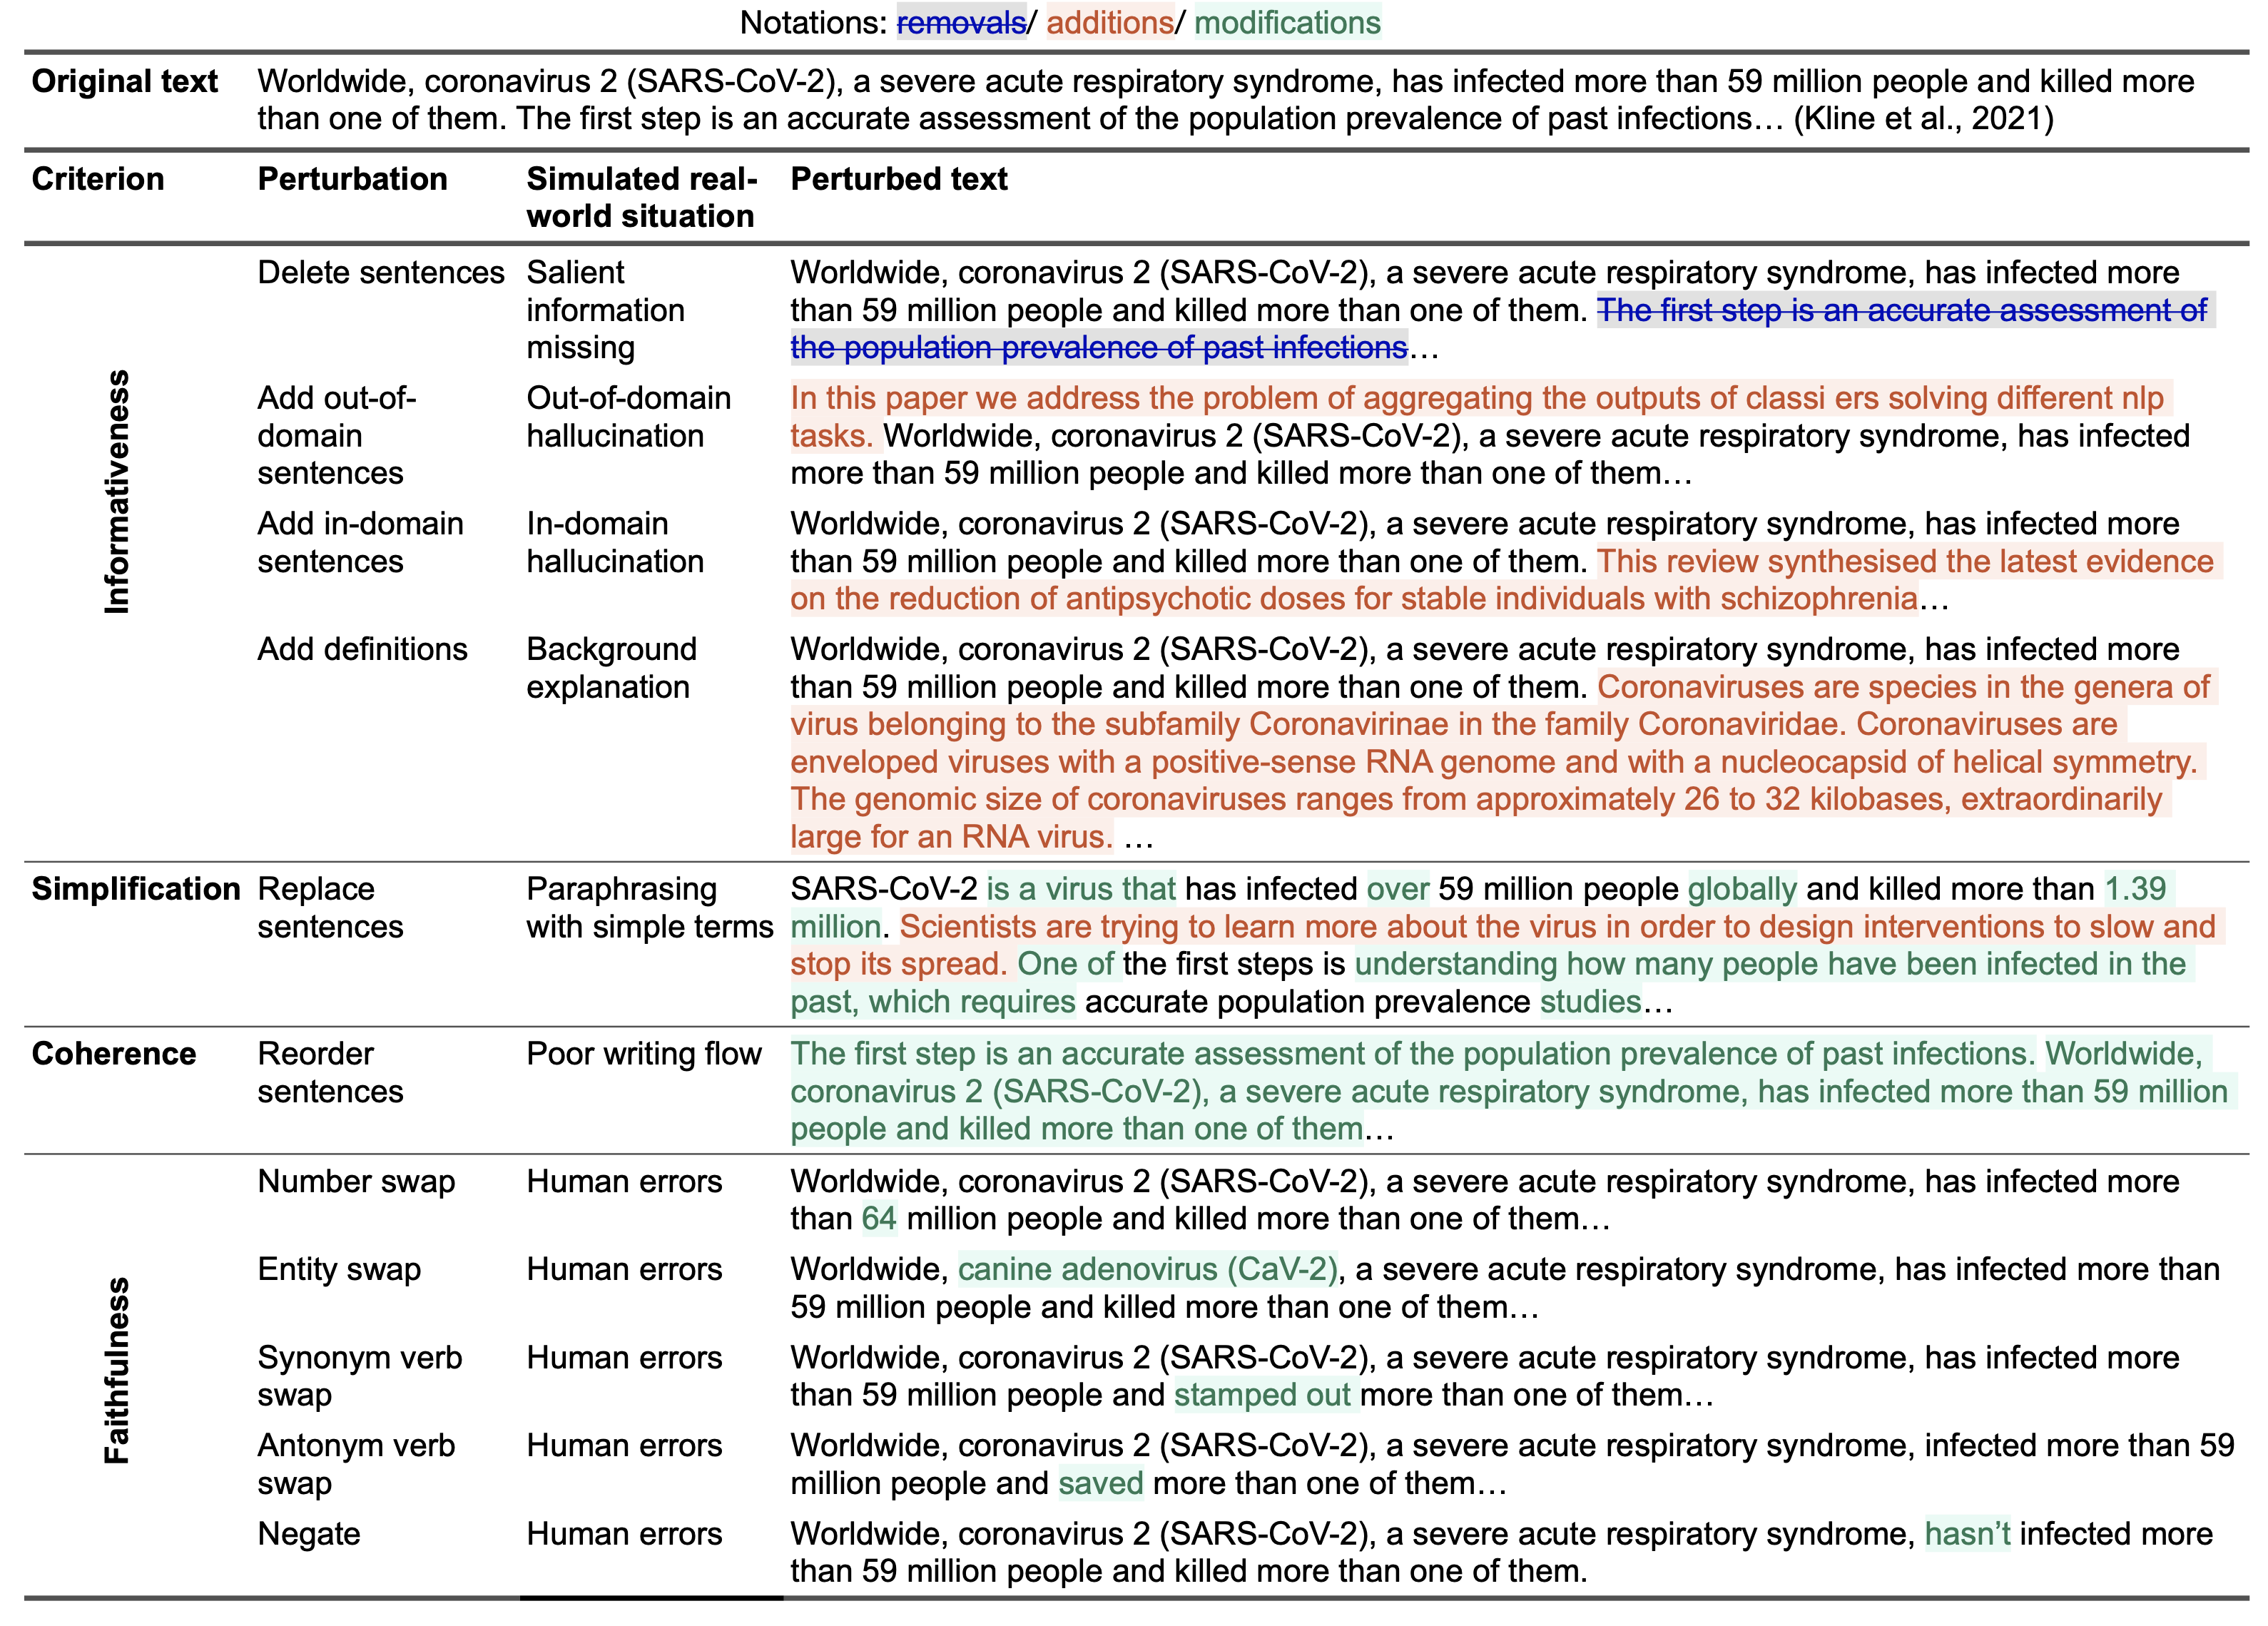 Notations: removals/ additions/ modifications
Original text Worldwide, coronavirus 2 (SARS-CoV-2), a severe acute respiratory syndrome, has infected more than 59 million people and killed more
than one of them. The first step is an accurate assessment of the population prevalence of past infections… (Kline et al., 2021)
Criterion Perturbation Simulated real- Perturbed text
world situation
Informativeness
Delete sentences Salient Worldwide, coronavirus 2 (SARS-CoV-2), a severe acute respiratory syndrome, has infected more
information than 59 million people and killed more than one of them. The first step is an accurate assessment of
missing the population prevalence of past infections…
Add out-of- Out-of-domain In this paper we address the problem of aggregating the outputs of classi ers solving different nlp
domain hallucination tasks. Worldwide, coronavirus 2 (SARS-CoV-2), a severe acute respiratory syndrome, has infected
sentences more than 59 million people and killed more than one of them…
Add in-domain In-domain Worldwide, coronavirus 2 (SARS-CoV-2), a severe acute respiratory syndrome, has infected more
sentences hallucination than 59 million people and killed more than one of them. This review synthesised the latest evidence
on the reduction of antipsychotic doses for stable individuals with schizophrenia…
Add definitions Background Worldwide, coronavirus 2 (SARS-CoV-2), a severe acute respiratory syndrome, has infected more
explanation than 59 million people and killed more than one of them. Coronaviruses are species in the genera of
virus belonging to the subfamily Coronavirinae in the family Coronaviridae. Coronaviruses are
enveloped viruses with a positive-sense RNA genome and with a nucleocapsid of helical symmetry.
The genomic size of coronaviruses ranges from approximately 26 to 32 kilobases, extraordinarily
large for an RNA virus. …
Simplification Replace Paraphrasing SARS-CoV-2 is a virus that has infected over 59 million people globally and killed more than 1.39
sentences with simple terms million. Scientists are trying to learn more about the virus in order to design interventions to slow and
stop its spread. One of the first steps is understanding how many people have been infected in the
past, which requires accurate population prevalence studies…
Coherence Reorder Poor writing flow The first step is an accurate assessment of the population prevalence of past infections. Worldwide,
sentences coronavirus 2 (SARS-CoV-2), a severe acute respiratory syndrome, has infected more than 59 million
people and killed more than one of them…
Faithfulness
Number swap Human errors Worldwide, coronavirus 2 (SARS-CoV-2), a severe acute respiratory syndrome, has infected more
than 64 million people and killed more than one of them…
Entity swap Human errors Worldwide, canine adenovirus (CaV-2), a severe acute respiratory syndrome, has infected more than
59 million people and killed more than one of them…
Synonym verb Human errors Worldwide, coronavirus 2 (SARS-CoV-2), a severe acute respiratory syndrome, has infected more
swap than 59 million people and stamped out more than one of them…
Antonym verb Human errors Worldwide, coronavirus 2 (SARS-CoV-2), a severe acute respiratory syndrome, infected more than 59
swap million people and saved more than one of them…
Negate Human errors Worldwide, coronavirus 2 (SARS-CoV-2), a severe acute respiratory syndrome, hasn’t infected more
than 59 million people and killed more than one of them.